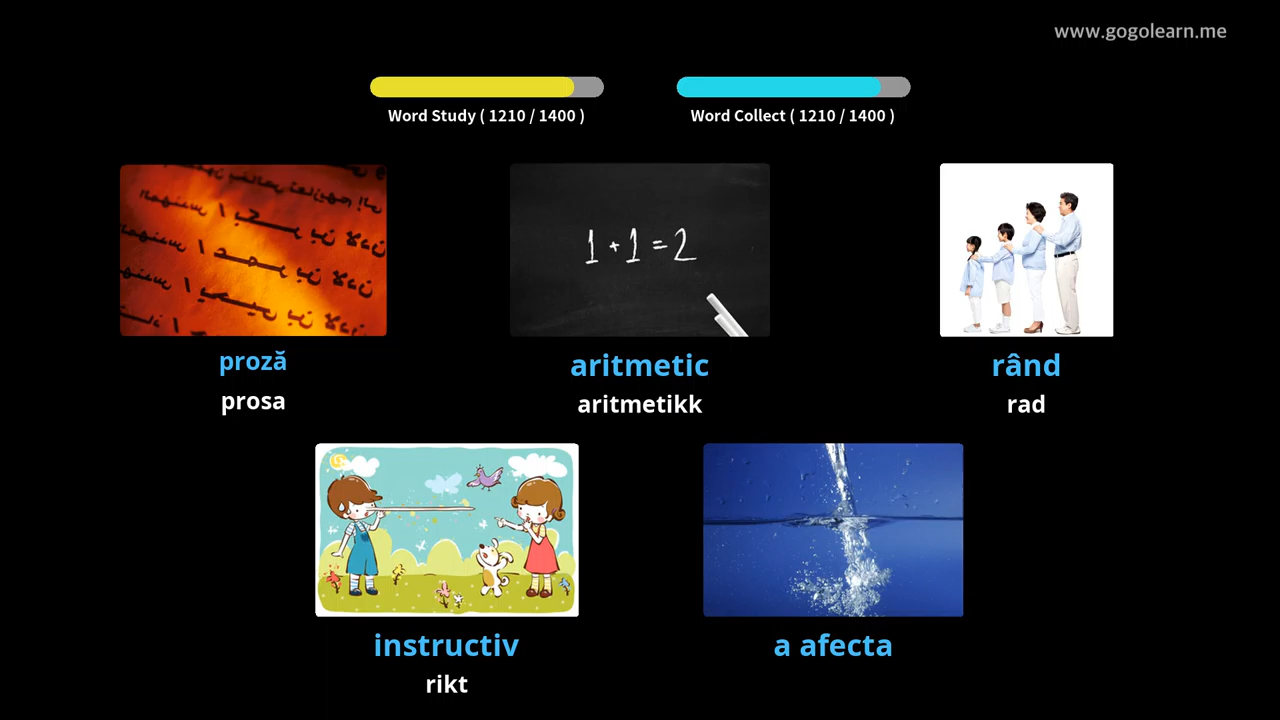 www.gogolearn.me
Word Study ( 1210 / 1400 )
Word Collect ( 1210 / 1400 )
1+1=2
proză
prosa
aritmetic
aritmetikk
rând
rad
instructiv
rikt
a afecta